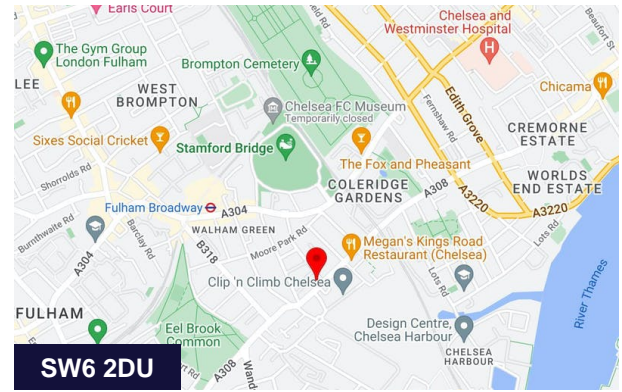 Earls Court
The Gym Group
London Fulham
LEE
WEST
BROMPTON
Brompton Cemetery
Chelsea and
Westminster Hospital
Beaufort St
Chicama
Edith Grove
Fernshaw Rd
Chelsea FC Museum
Temporarily closed
CREMORNE
ESTATE
Sixes Social Cricket
Stamford Bridge
The Fox and Pheasant
Shorrolds Rd
COLERIDGE
GARDENS
A308
WORLDS
END ESTATE
A3220
A3220
Fulham Broadway
A304
WALHAM GREEN
Burnthwaite Rd
Barclay Rd
A304
B318
Moore Park Rd
Megan's Kings Road
Restaurant (Chelsea)
Lots Rd
Lots Rd
Clip 'n Climb Chelsea
River Thames
FULHAM
Eel Brook
Common
Design Centre,
Chelsea Harbour
CHELSEA
HARBOUR
A308
Wand
SW6 2DU